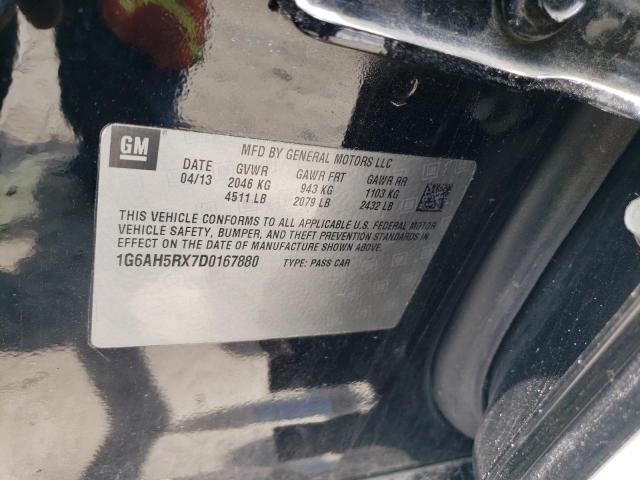 GM
MFD BY GENERAL MOTORS LLC
DATE GVWR GAWR FRT GAWR RR
04/13 2046 KG 943 KG 1103 KG
4511 LB 2079 LB 2432 LB
THIS VEHICLE CONFORMS TO ALL APPLICABLE U.S. FEDERAL MOTOR
VEHICLE SAFETY, BUMPER, AND THEFT PREVENTION STANDARDS IN
EFFECT ON THE DATE OF MANUFACTURE SHOWN ABOVE.
1G6AH5RX7D0167880 TYPE: PASS CAR